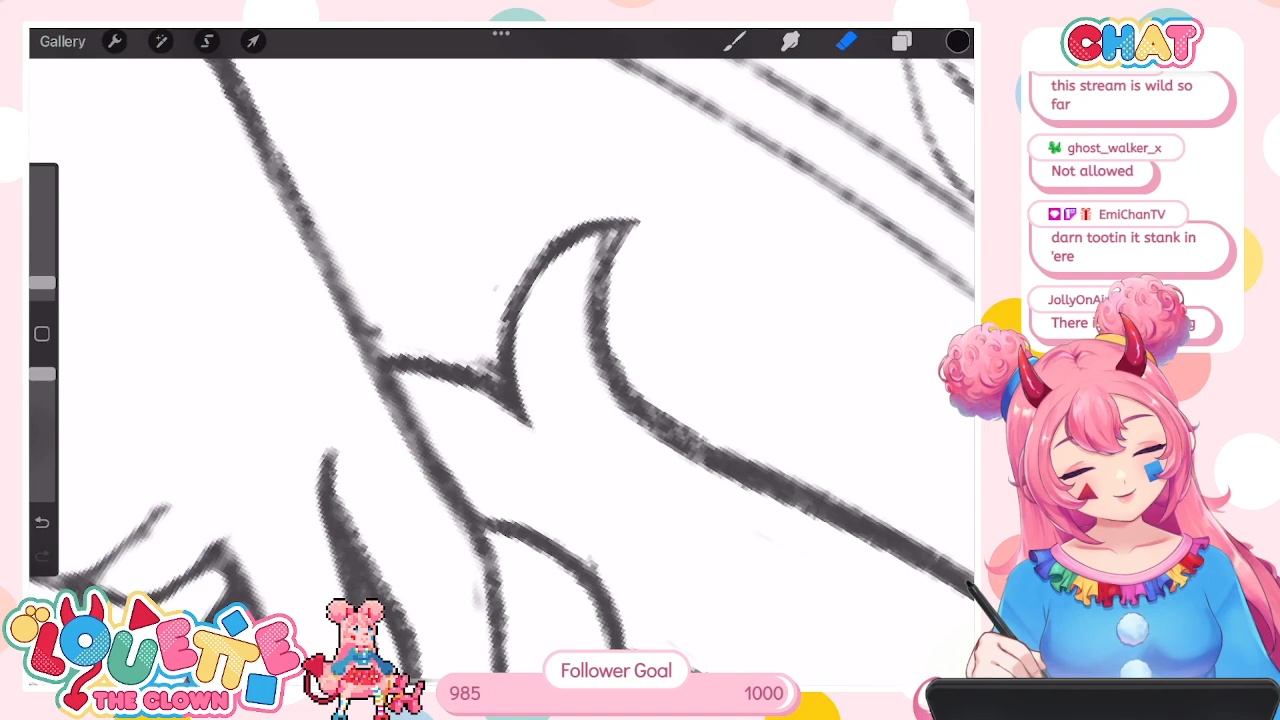 Gallery
CHAT
this stream is wild so
far
ghost_walker_x
Not allowed
EmiChanTV
darn tootin it stank in
'ere
There
LOUETTE
THE CLOWN
Follower Goal
985
1000